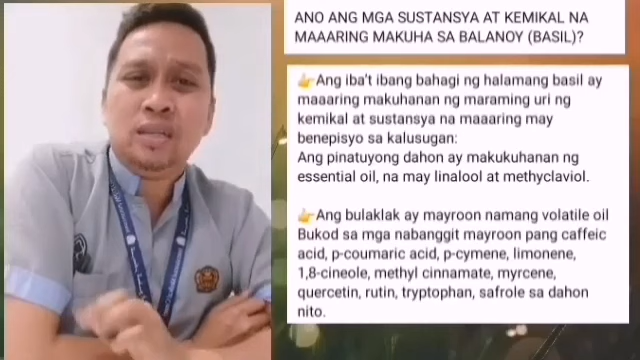 ANO ANG MGA SUSTANSYA AT KEMIKAL NA
MAAARING MAKUHA SA BALANOY (BASIL)?
👉Ang iba't ibang bahagi ng halamang basil ay
maaaring makuhanan ng maraming uri ng
kemikal at sustansya na maaaring may
benepisyo sa kalusugan:
Ang pinatuyong dahon ay makukuhanan ng
essential oil, na may linalool at methyclaviol.
👉Ang bulaklak ay mayroon namang volatile oil
Bukod sa mga nabanggit mayroon pang caffeic
acid, p-coumaric acid, p-cymene, limonene,
1,8-cineole, methyl cinnamate, myrcene,
quercetin, rutin, tryptophan, safrole sa dahon
nito.